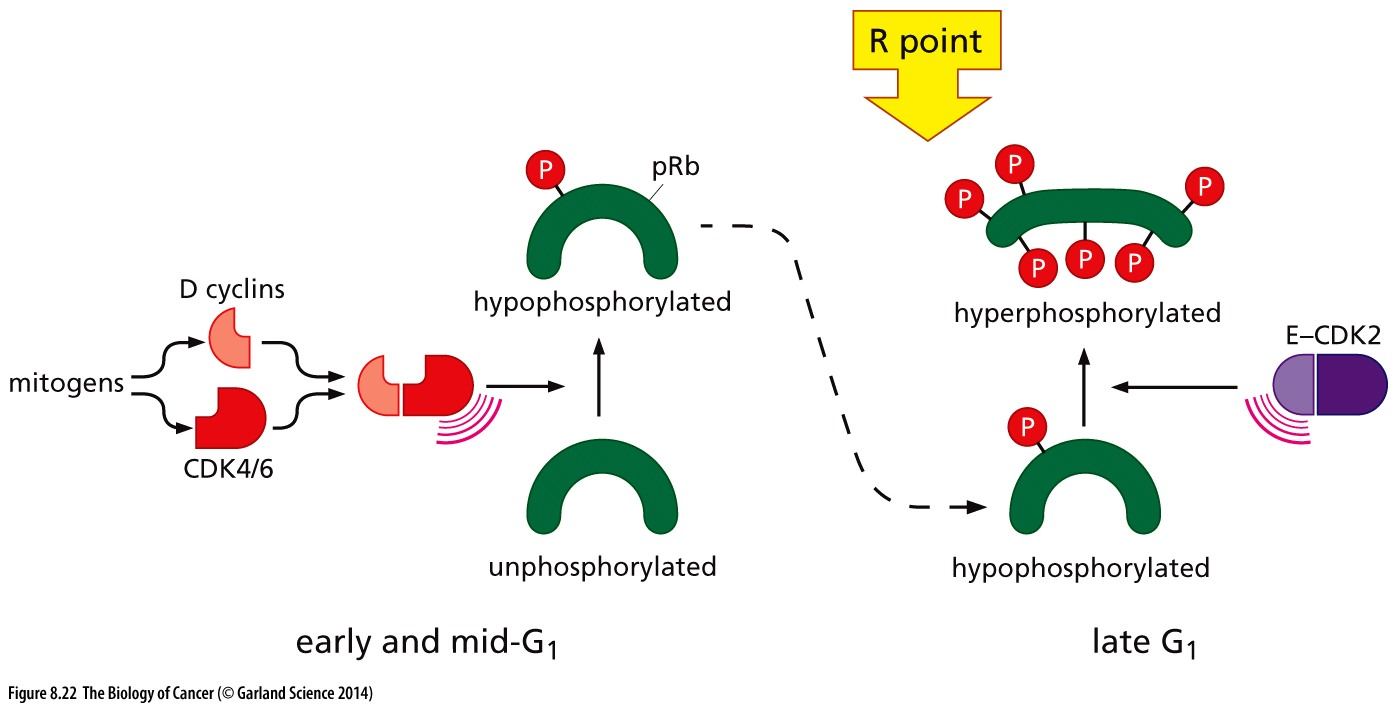 R point
P
pRb
hypophosphorylated
D cyclins
mitogens
CDK4/6
unphosphorylated
early and mid-G1
P
P
P
P
P
P
hyperphosphorylated
E–CDK2
P
hypophosphorylated
late G1
Figure 8.22 The Biology of Cancer (© Garland Science 2014)